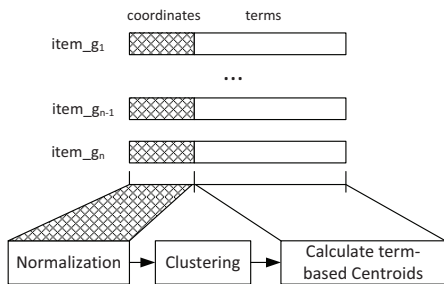 coordinates terms
item_g1
...
item_gn-1
item_gn
Normalization Clustering Calculate term-
based Centroids